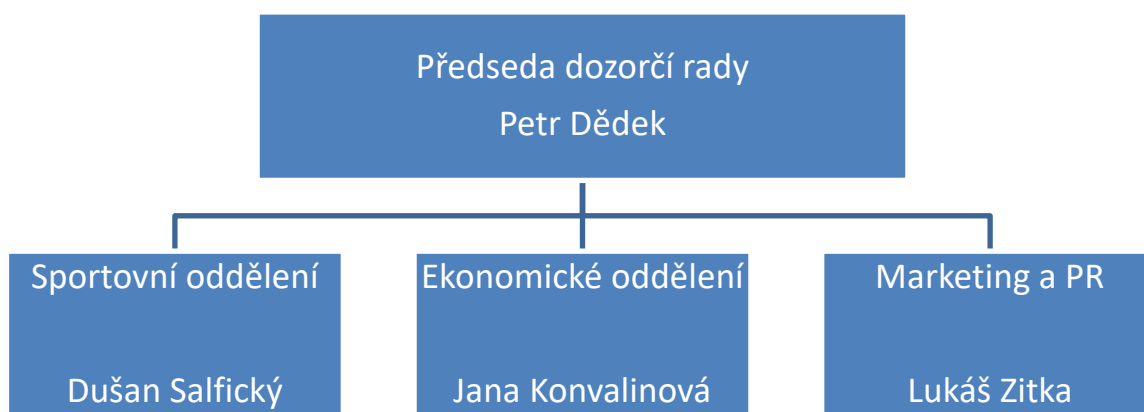 Předseda dozorčí rady
Petr Dědek
Sportovní oddělení
Dušan Salfický
Ekonomické oddělení
Jana Konvalinová
Marketing a PR
Lukáš Zitka